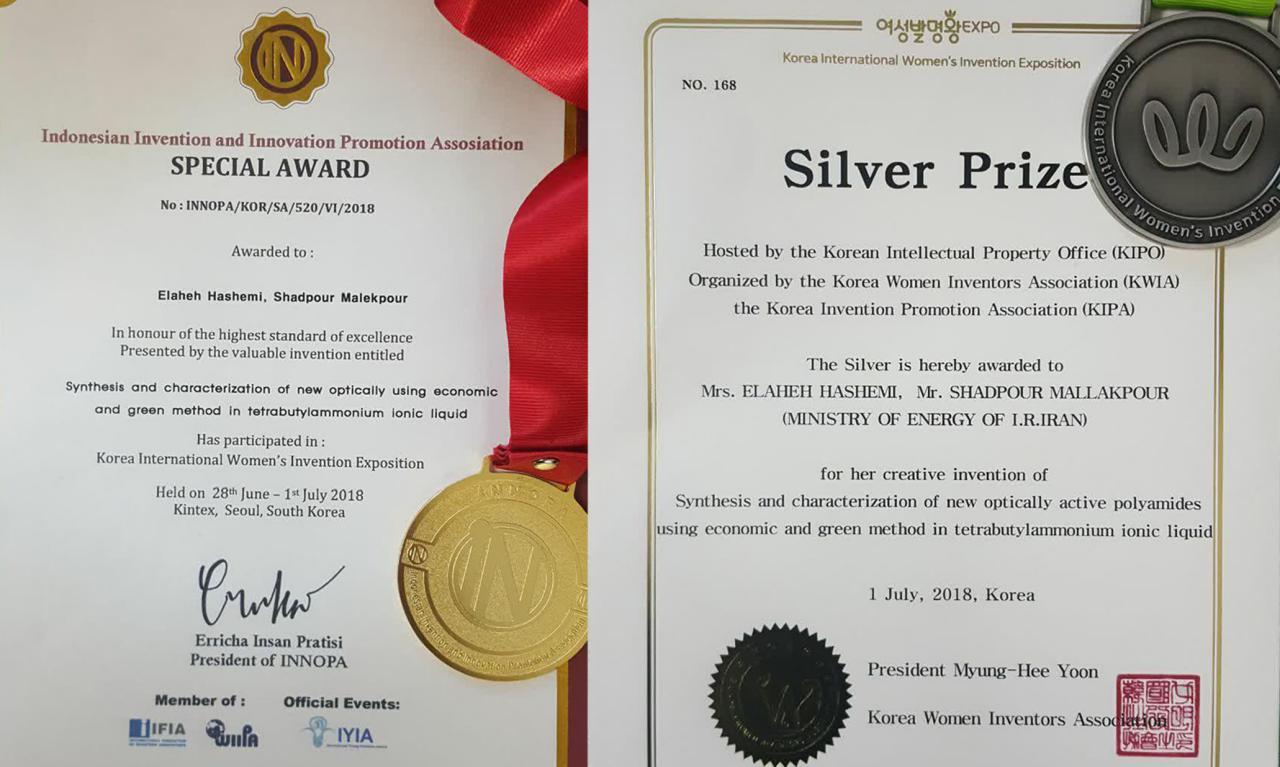 IN
Indonesian Invention and Innovation Promotion Assosiation
SPECIAL AWARD
No : INNOPA/KOR/SA/520/VI/2018
Awarded to :
Elaheh Hashemi, Shadpour Malekpour
In honour of the highest standard of excellence
Presented by the valuable invention entitled
Synthesis and characterization of new optically using economic
and green method in tetrabutylammonium ionic liquid
Has participated in :
Korea International Women's Invention Exposition
Held on 28th June – 1st July 2018
Kintex, Seoul, South Korea
Erricha Insan Pratisi
President of INNOPA
Member of :
Official Events:
IFIA
WIIPA
IYIA
INNOPA
IN
Indonesian Invention and Innovation Promotion Association
여성발명왕EXPO
Korea International Women's Invention Exposition
NO. 168
Korea International Women's Invention
Silver Prize
Hosted by the Korean Intellectual Property Office (KIPO)
Organized by the Korea Women Inventors Association (KWIA)
the Korea Invention Promotion Association (KIPA)
The Silver is hereby awarded to
Mrs. ELAHEH HASHEMI, Mr. SHADPOUR MALLAKPOUR
(MINISTRY OF ENERGY OF I.R.IRAN)
for her creative invention of
Synthesis and characterization of new optically active polyamides
using economic and green method in tetrabutylammonium ionic liquid
1 July, 2018, Korea
President Myung-Hee Yoon
Korea Women Inventors Association